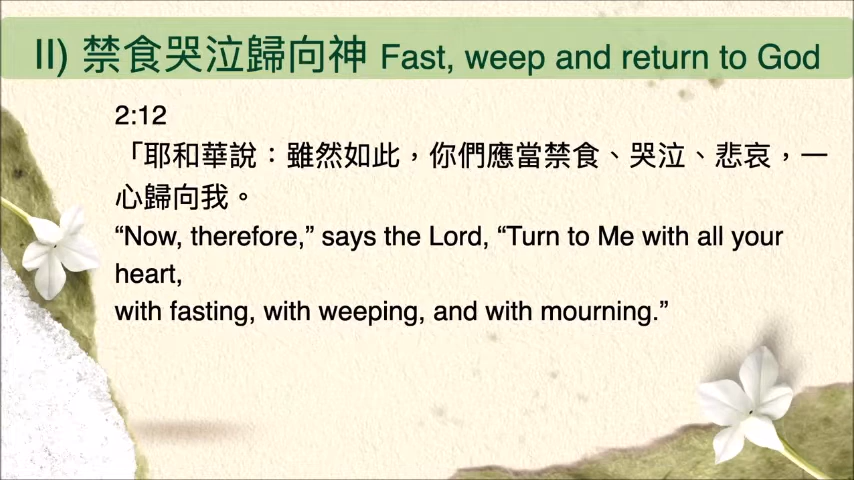 II) 禁食哭泣歸向神 Fast, weep and return to God
2:12
「耶和華說：雖然如此，你們應當禁食、哭泣、悲哀，一
心歸向我。
“Now, therefore,” says the Lord, “Turn to Me with all your
heart,
with fasting, with weeping, and with mourning.”